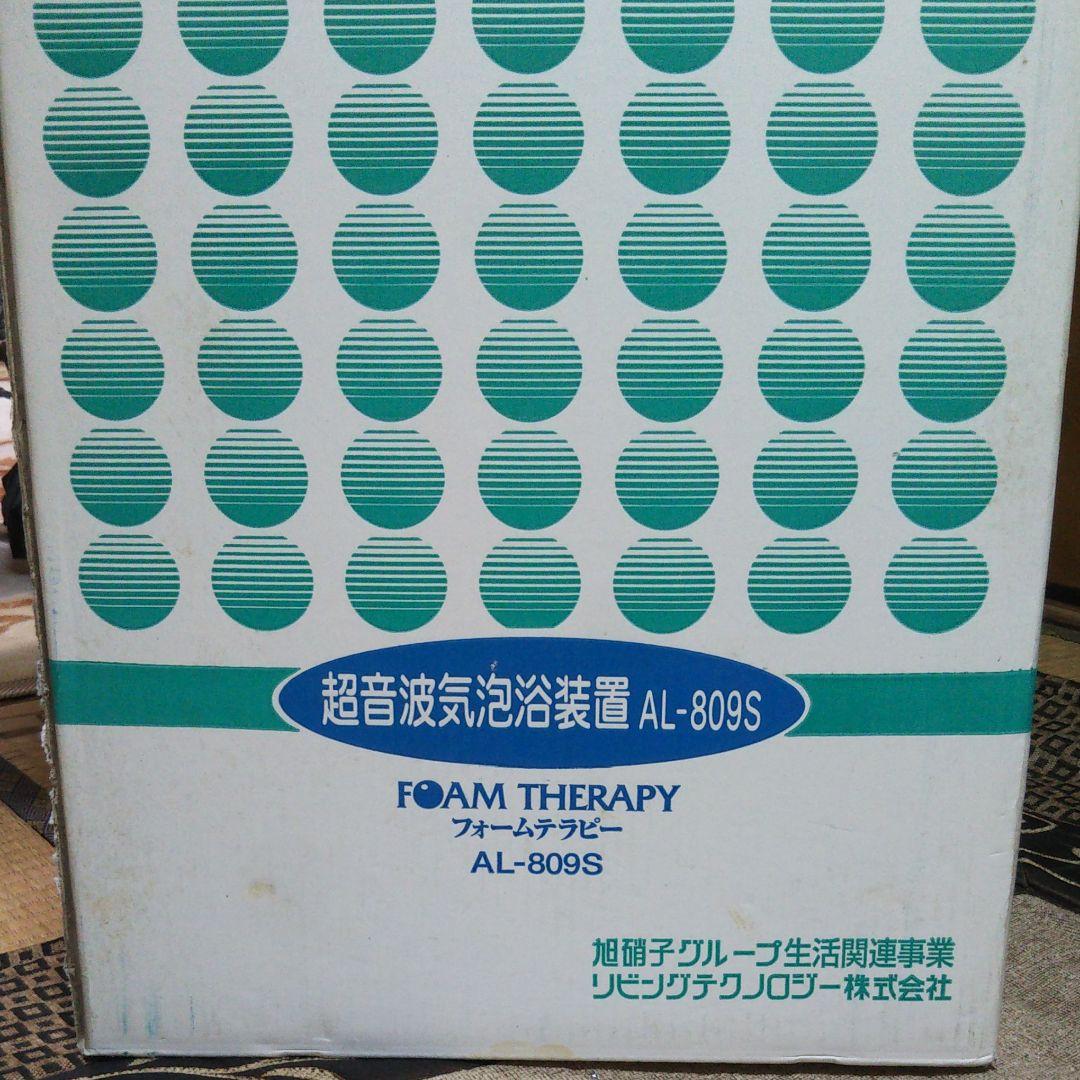 超音波気泡浴装置 AL-809S
FOAM THERAPY
フォームテラピー
AL-809S
旭硝子グループ生活関連事業
リビングテクノロジー株式会社